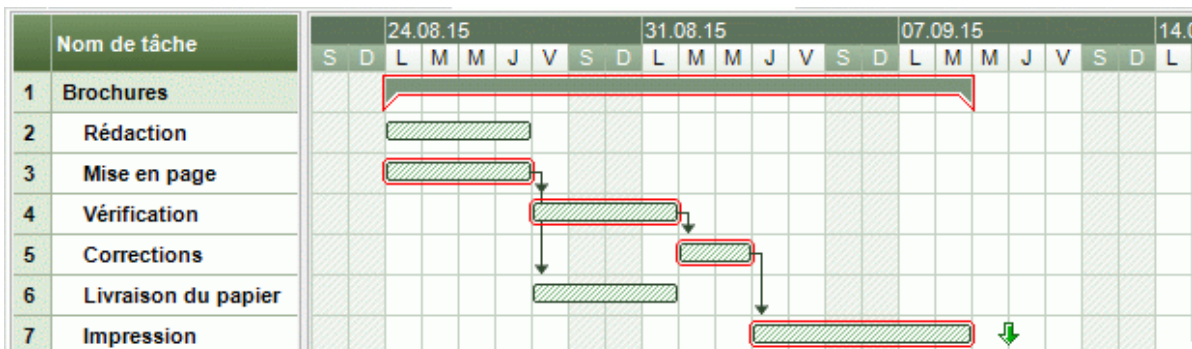 Nom de tâche 24.08.15 31.08.15 07.09.15 14.0
S D L M M J V S D L M M J V S D L M M J V S D L
1 Brochures
2 Rédaction
3 Mise en page
4 Vérification
5 Corrections
6 Livraison du papier
7 Impression